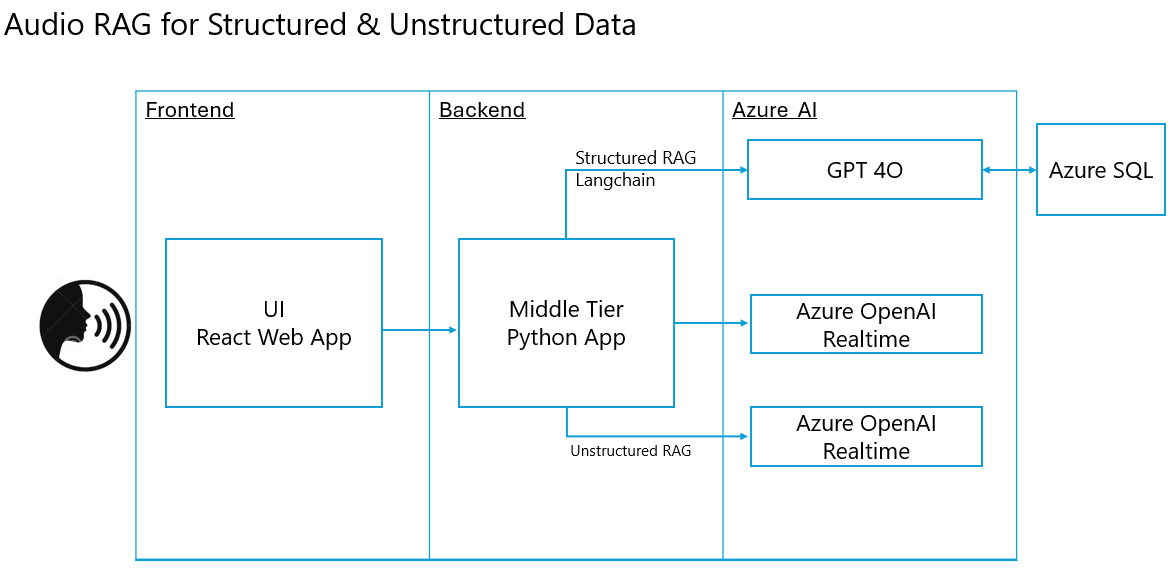 Audio RAG for Structured & Unstructured Data
Frontend
Backend
Azure AI
Structured RAG
Langchain
GPT 4O
Azure SQL
UI
React Web App
Middle Tier
Python App
Azure OpenAI
Realtime
Azure OpenAI
Realtime
Unstructured RAG